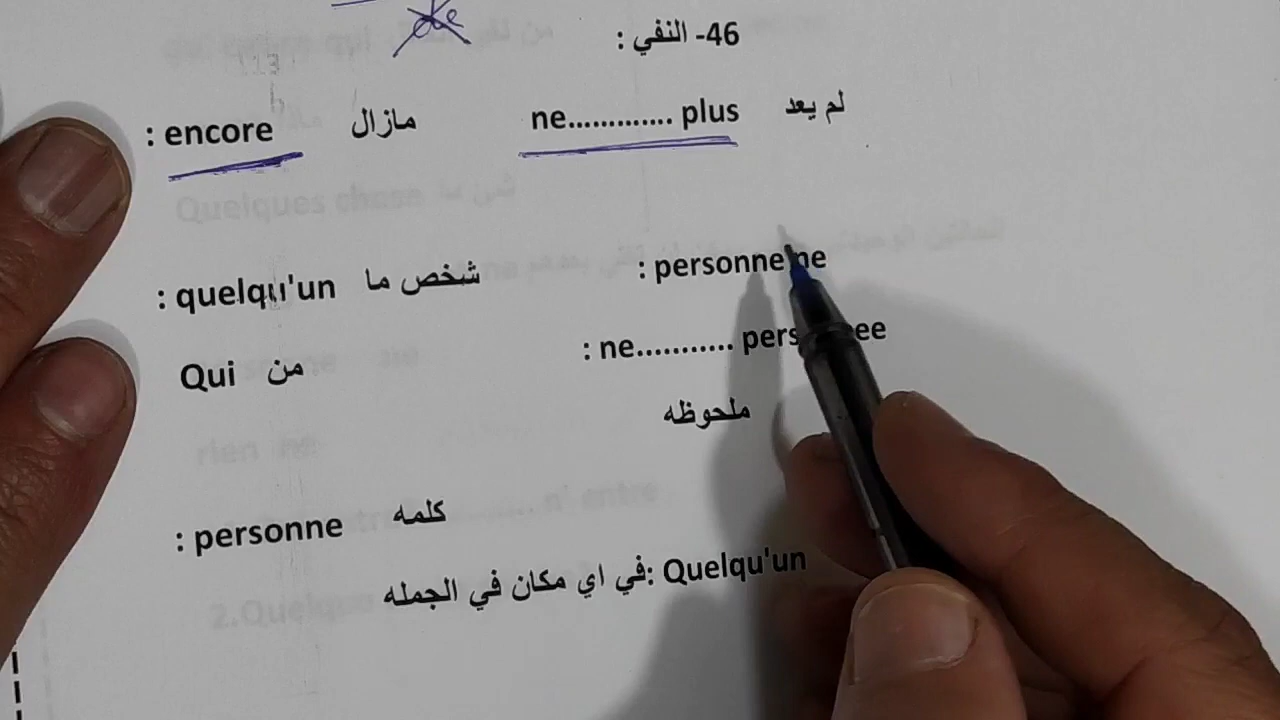 46- النفي :
: encore مازال ne............ plus لم يعد
: quelqu'un شخص ما : personne ne
Qui من : ne...........
ملحوظه
: personne كلمه
Quelqu'un :في اي مكان في الجمله